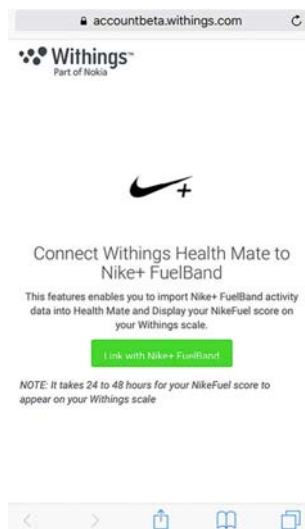 accountbeta.withings.com
Withings™
Part of Nokia
+
Connect Withings Health Mate to
Nike+ FuelBand
This features enables you to import Nike+ FuelBand activity
data into Health Mate and Display your NikeFuel score on
your Withings scale.
Link with Nike+ FuelBand
NOTE: It takes 24 to 48 hours for your NikeFuel score to
appear on your Withings scale